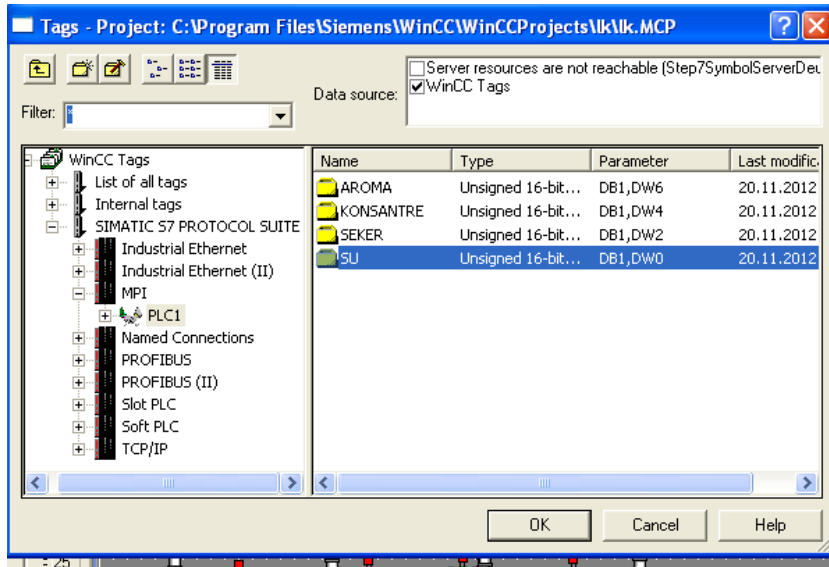 Tags - Project: C:\Program Files\Siemens\WinCC\WinCCProjects\lk\lk.MCP
Server resources are not reachable (Step7SymbolServerDeu
Data source:
WinCC Tags
Filter:
*
WinCC Tags
List of all tags
Internal tags
SIMATIC S7 PROTOCOL SUITE
Industrial Ethernet
Industrial Ethernet (II)
MPI
PLC1
Named Connections
PROFIBUS
PROFIBUS (II)
Slot PLC
Soft PLC
TCP/IP
Name Type Parameter Last modific
AROMA Unsigned 16-bit... DB1,DW6 20.11.2012
KONSANTRE Unsigned 16-bit... DB1,DW4 20.11.2012
SEKER Unsigned 16-bit... DB1,DW2 20.11.2012
SU Unsigned 16-bit... DB1,DW0 20.11.2012
OK Cancel Help
- 25